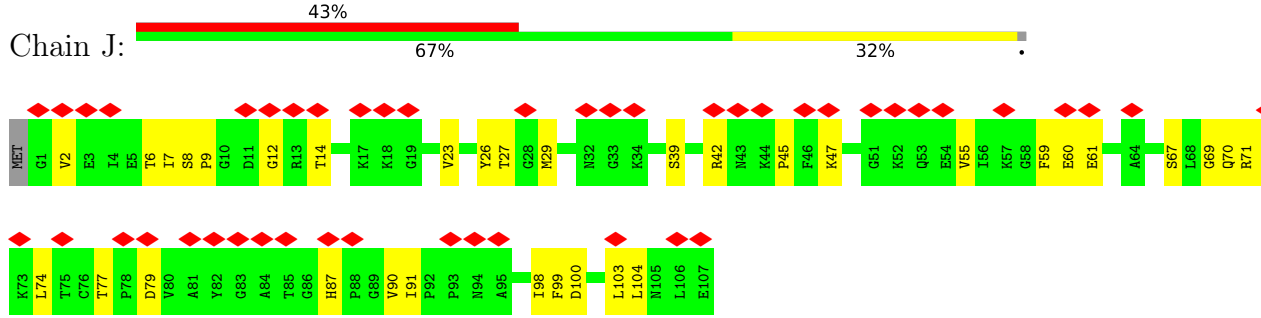 43%
Chain J:
67% 32% •
MET G1 V2 E3 I4 E5 T6 I7 S8 P9 G10 D11 G12 R13 T14 K17 K18 G19 V23 Y26 T27 G28 M29 N32 G33 K34 S39 R42 N43 K44 P45 F46 K47 G51 K52 Q53 E54 V55 I56 K57 G58 F59 E60 E61 A64 S67 L68 G69 Q70 R71
K73 L74 T75 C76 T77 P78 D79 V80 A81 Y82 G83 A84 T85 G86 H87 P88 G89 V90 I91 P92 P93 N94 A95 I98 F99 D100 L103 L104 N105 L106 E107